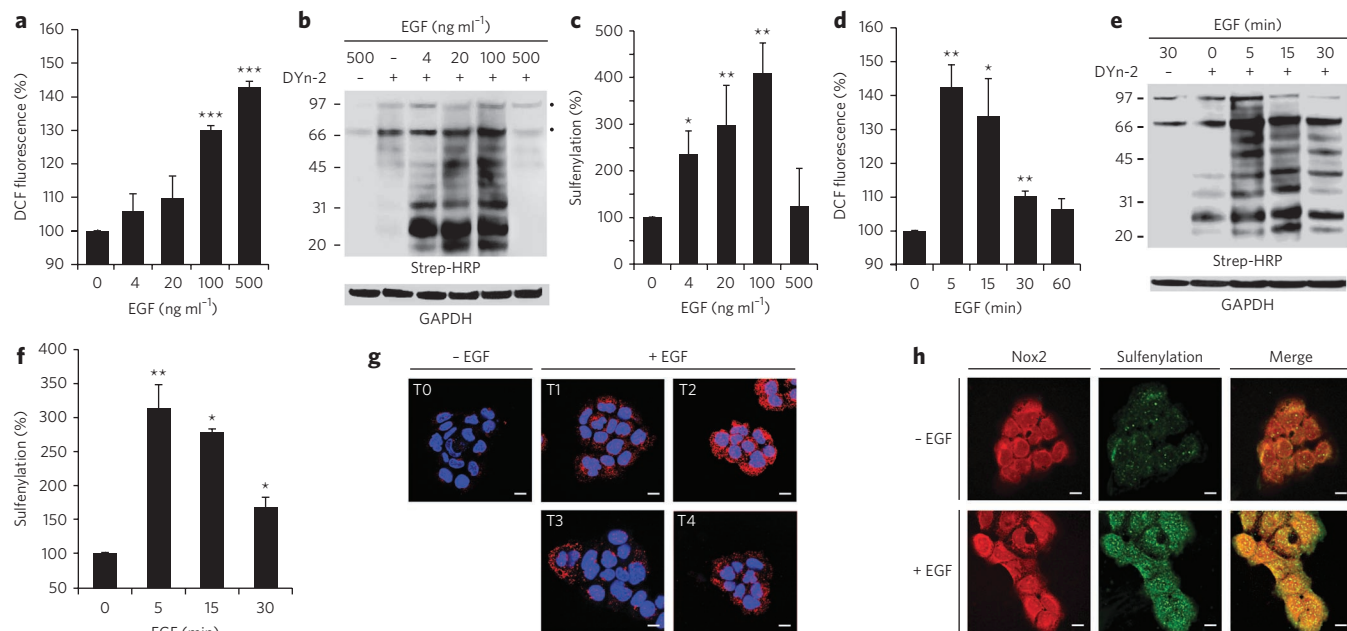 a
160
150
140
130
120
110
100
90
DCF fluorescence (%)
***
***
0 4 20 100 500
EGF (ng ml⁻¹)
b
EGF (ng ml⁻¹)
500 – 4 20 100 500
DYn-2 – + + + + +
97
66
45
31
20
Strep-HRP
GAPDH
c
500
400
300
200
100
0
Sulfenylation (%)
*
**
**
0 4 20 100 500
EGF (ng ml⁻¹)
d
160
150
140
130
120
110
100
90
DCF fluorescence (%)
**
*
**
0 5 15 30 60
EGF (min)
e
EGF (min)
30 0 5 15 30
DYn-2 – + + + +
97
66
45
31
20
Strep-HRP
GAPDH
f
400
350
300
250
200
150
100
50
Sulfenylation (%)
**
*
*
0 5 15 30
EGF (min)
g
– EGF + EGF
T0 T1 T2
T3 T4
h
Nox2 Sulfenylation Merge
– EGF
+ EGF